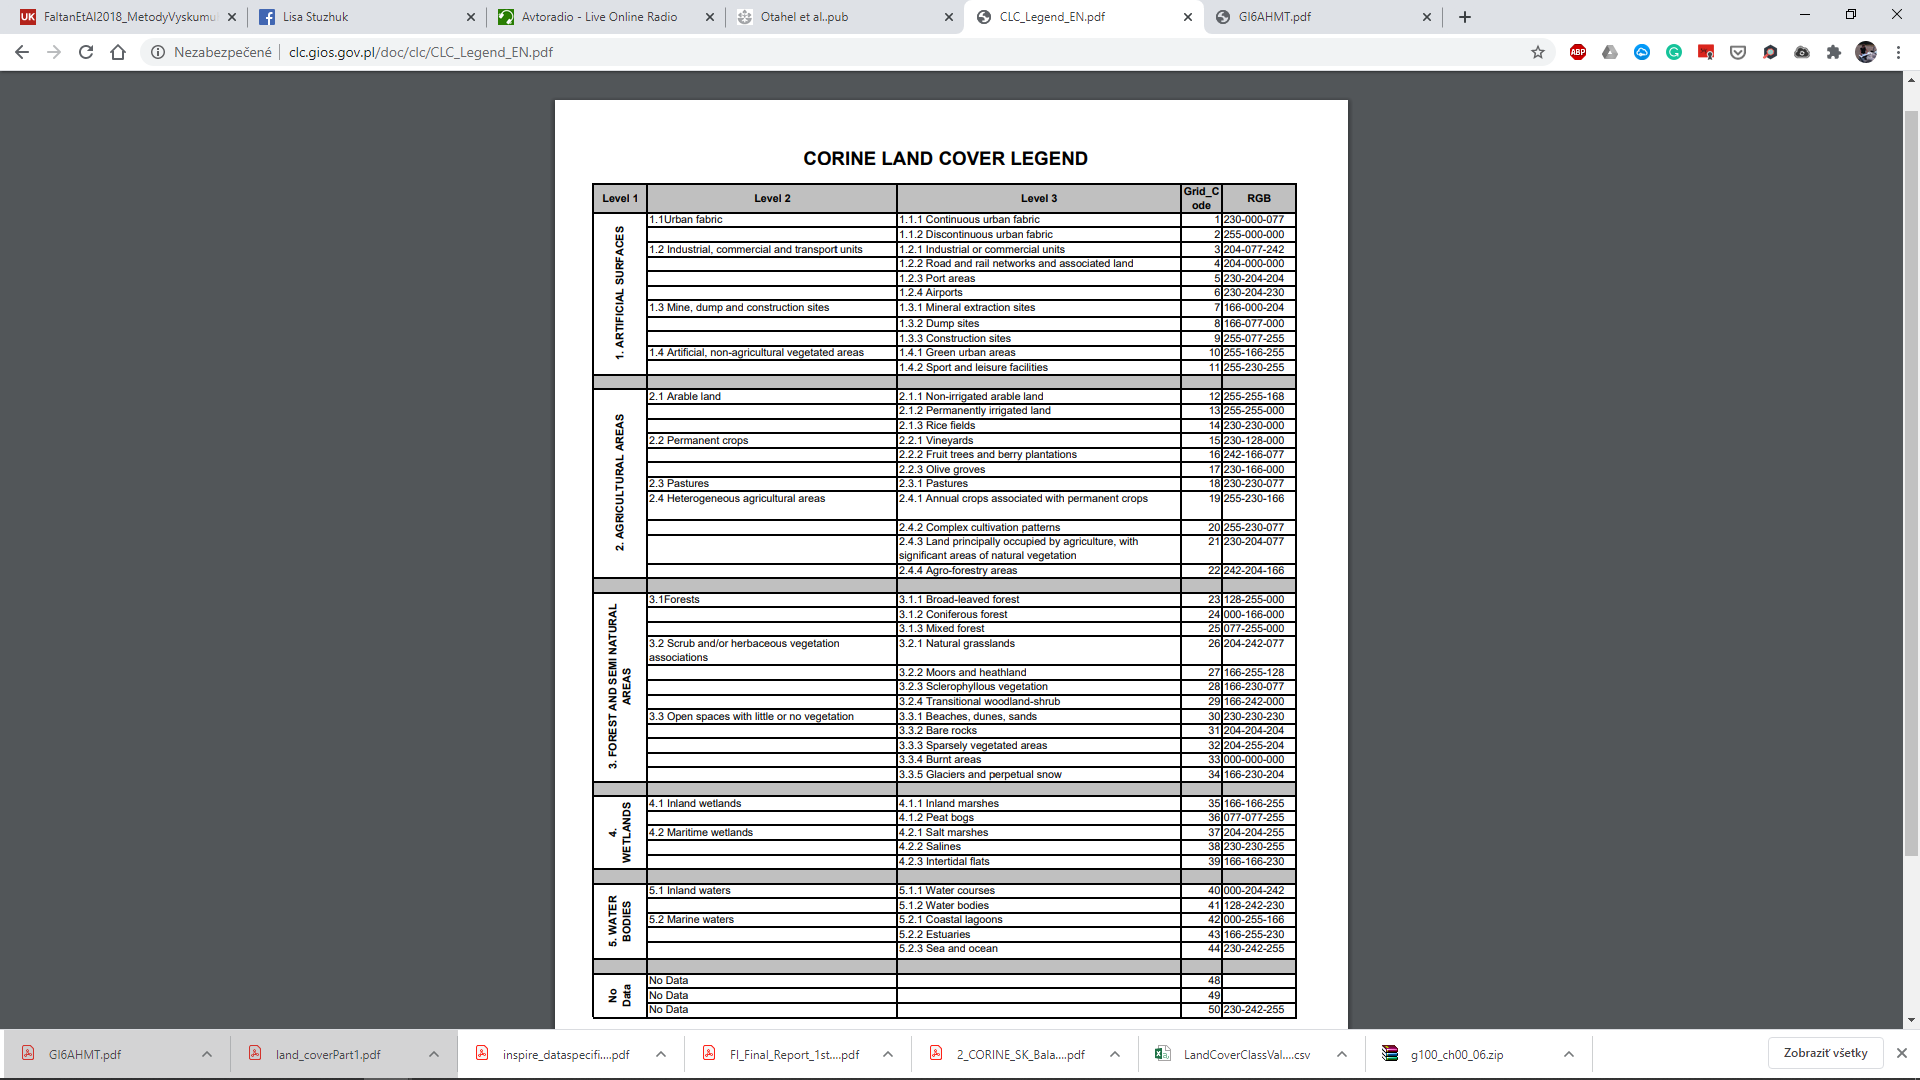 FaltanEtAl2018_MetodyVyskumu
Lisa Stuzhuk
Avtoradio - Live Online Radio
Otahel et al..pub
CLC_Legend_EN.pdf
GI6AHMT.pdf
Nezabezpečené
clc.gios.gov.pl/doc/clc/CLC_Legend_EN.pdf
CORINE LAND COVER LEGEND
Level 1 Level 2 Level 3 Grid_C RGB
ode
1. ARTIFICIAL SURFACES
1.1Urban fabric 1.1.1 Continuous urban fabric 1 230-000-077
1.1.2 Discontinuous urban fabric 2 255-000-000
1.2 Industrial, commercial and transport units 1.2.1 Industrial or commercial units 3 204-077-242
1.2.2 Road and rail networks and associated land 4 204-000-000
1.2.3 Port areas 5 230-204-204
1.2.4 Airports 6 230-204-230
1.3 Mine, dump and construction sites 1.3.1 Mineral extraction sites 7 166-000-204
1.3.2 Dump sites 8 166-077-000
1.3.3 Construction sites 9 255-077-255
1.4 Artificial, non-agricultural vegetated areas 1.4.1 Green urban areas 10 255-166-255
1.4.2 Sport and leisure facilities 11 255-230-255
2. AGRICULTURAL AREAS
2.1 Arable land 2.1.1 Non-irrigated arable land 12 255-255-168
2.1.2 Permanently irrigated land 13 255-255-000
2.1.3 Rice fields 14 230-230-000
2.2 Permanent crops 2.2.1 Vineyards 15 230-128-000
2.2.2 Fruit trees and berry plantations 16 242-166-077
2.2.3 Olive groves 17 230-166-000
2.3 Pastures 2.3.1 Pastures 18 230-230-077
2.4 Heterogeneous agricultural areas 2.4.1 Annual crops associated with permanent crops 19 255-230-166
2.4.2 Complex cultivation patterns 20 255-230-077
2.4.3 Land principally occupied by agriculture, with 21 230-204-077
significant areas of natural vegetation
2.4.4 Agro-forestry areas 22 242-204-166
3. FOREST AND SEMI NATURAL
AREAS
3.1Forests 3.1.1 Broad-leaved forest 23 128-255-000
3.1.2 Coniferous forest 24 000-166-000
3.1.3 Mixed forest 25 077-255-000
3.2 Scrub and/or herbaceous vegetation 3.2.1 Natural grasslands 26 204-242-077
associations
3.2.2 Moors and heathland 27 166-255-128
3.2.3 Sclerophyllous vegetation 28 166-230-077
3.2.4 Transitional woodland-shrub 29 166-242-000
3.3 Open spaces with little or no vegetation 3.3.1 Beaches, dunes, sands 30 230-230-230
3.3.2 Bare rocks 31 204-204-204
3.3.3 Sparsely vegetated areas 32 204-255-204
3.3.4 Burnt areas 33 000-000-000
3.3.5 Glaciers and perpetual snow 34 166-230-204
4.
WETLANDS
4.1 Inland wetlands 4.1.1 Inland marshes 35 166-166-255
4.1.2 Peat bogs 36 077-077-255
4.2 Maritime wetlands 4.2.1 Salt marshes 37 204-204-255
4.2.2 Salines 38 230-230-255
4.2.3 Intertidal flats 39 166-166-230
5. WATER
BODIES
5.1 Inland waters 5.1.1 Water courses 40 000-204-242
5.1.2 Water bodies 41 128-242-230
5.2 Marine waters 5.2.1 Coastal lagoons 42 000-255-166
5.2.2 Estuaries 43 166-255-230
5.2.3 Sea and ocean 44 230-242-255
No
Data
No Data 48
No Data 49
No Data 50 230-242-255
GI6AHMT.pdf
land_coverPart1.pdf
inspire_dataspecifi....pdf
FI_Final_Report_1st....pdf
2_CORINE_SK_Bala....pdf
LandCoverClassVal....csv
g100_ch00_06.zip
Zobraziť všetky